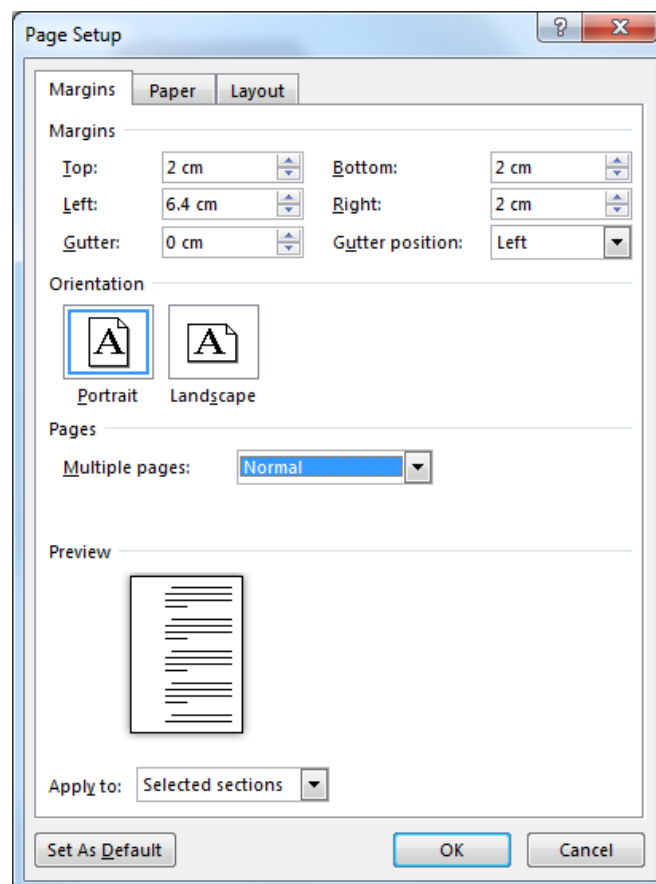 Page Setup
Margins Paper Layout
Margins
Top: 2 cm Bottom: 2 cm
Left: 6.4 cm Right: 2 cm
Gutter: 0 cm Gutter position: Left
Orientation
A A
Portrait Landscape
Pages
Multiple pages: Normal
Preview
Apply to: Selected sections
Set As Default OK Cancel